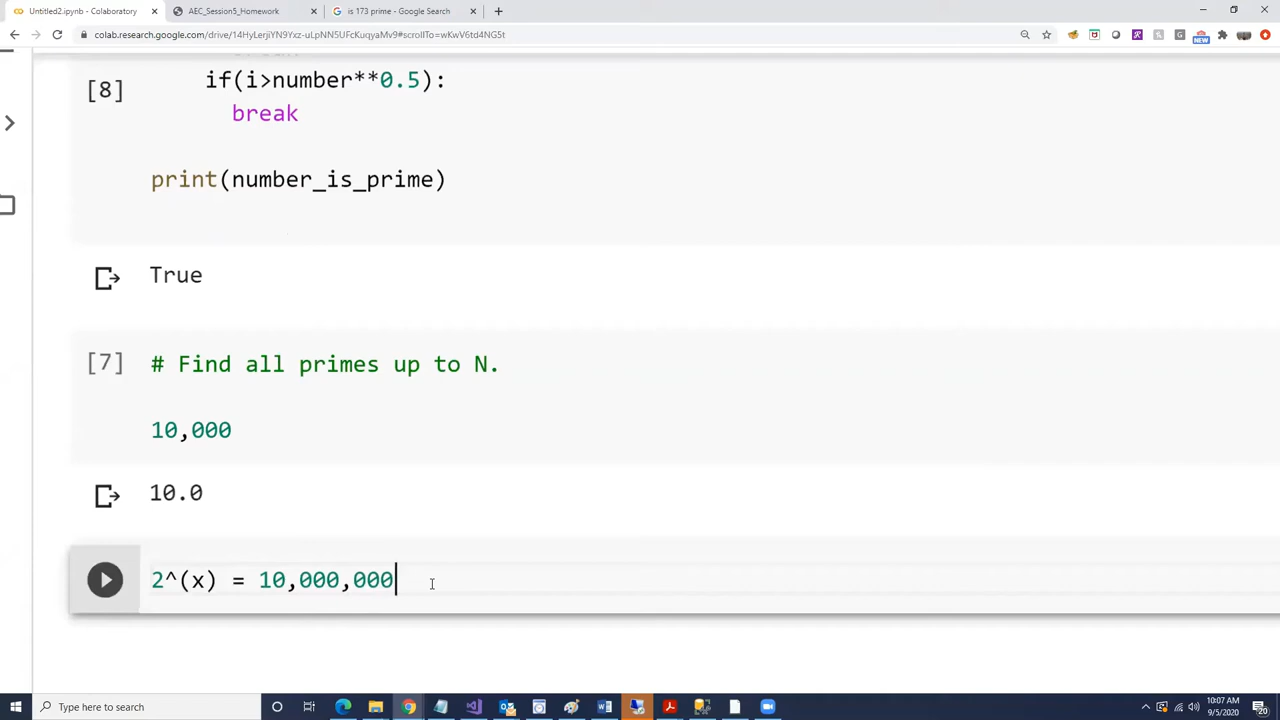 Untitled2.ipynb - Colaboratory
AEC_Session5_Homework
is 173 prime - Google Search
colab.research.google.com/drive/14HyLerjiYN9Yxz-uLpNN5UFcKuqyaMv9#scrollTo=wKwV6td4NG5t
NEW
[8]
if(i>number**0.5):
break
print(number_is_prime)
True
[7]
# Find all primes up to N.
10,000
10.0
2^(x) = 10,000,000
Type here to search
10:07 AM
9/5/2020
20